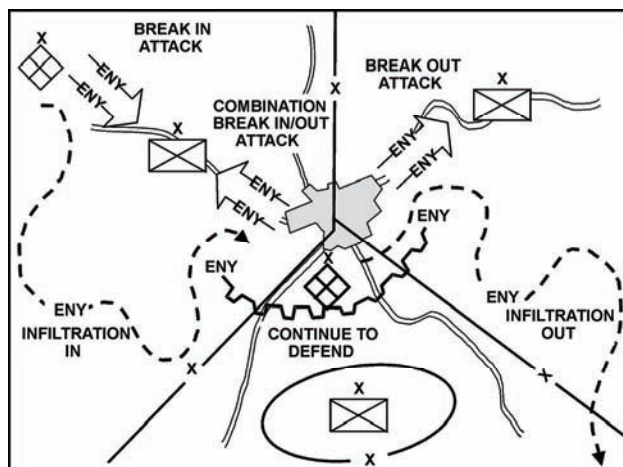 BREAK IN
ATTACK
X
ENY
ENY
X
COMBINATION
BREAK IN/OUT
ATTACK
ENY
ENY
X
BREAK OUT
ATTACK
X
ENY
ENY
ENY
ENY
X
ENY
INFILTRATION
IN
CONTINUE TO
DEFEND
ENY
INFILTRATION
OUT
X
X
X
X